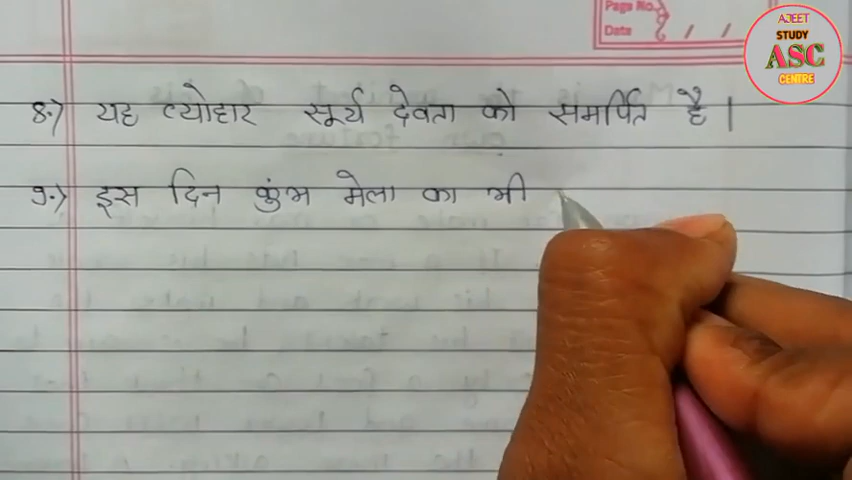 Page No.
Date
AJEET
STUDY
ASC
CENTRE
8.) यह त्योहार सूर्य देवता को समर्पित है।
9.) इस दिन कुंभ मेला का भी